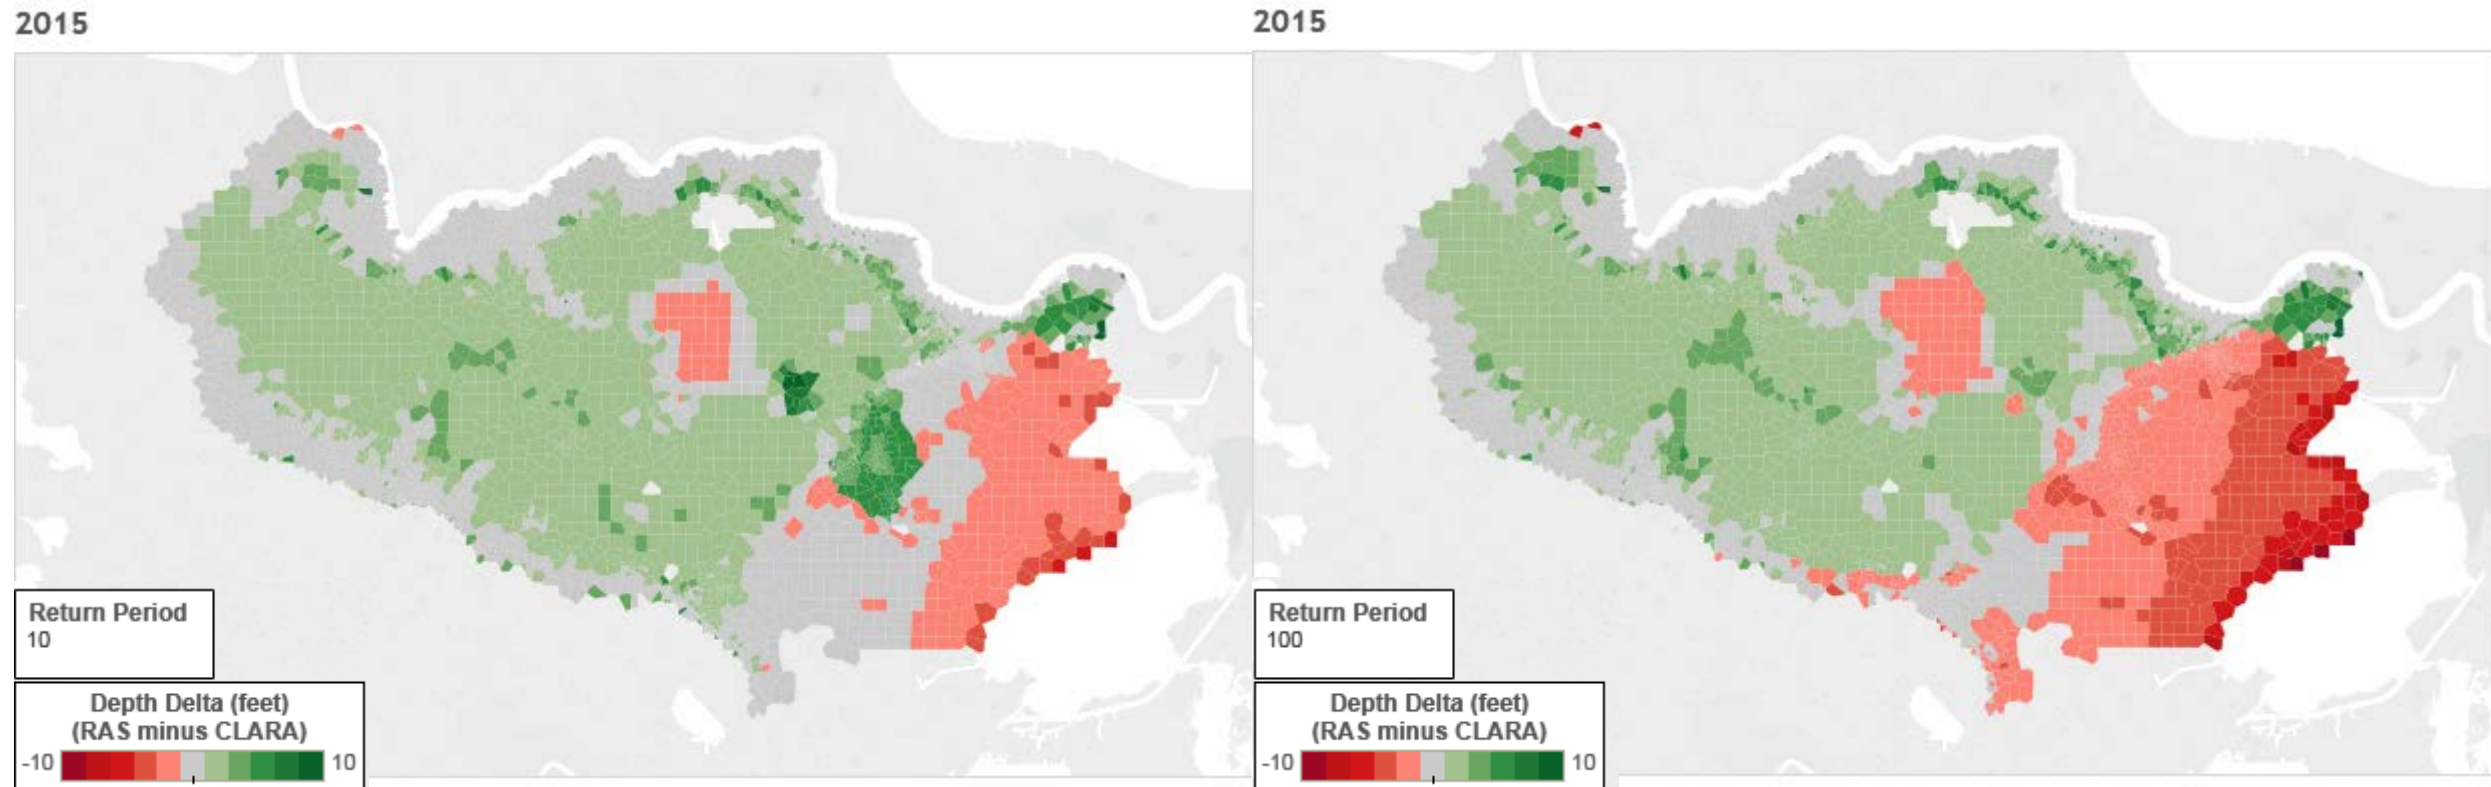 2015
Return Period
10
Depth Delta (feet)
(RAS minus CLARA)
-10 10
2015
Return Period
100
Depth Delta (feet)
(RAS minus CLARA)
-10 10